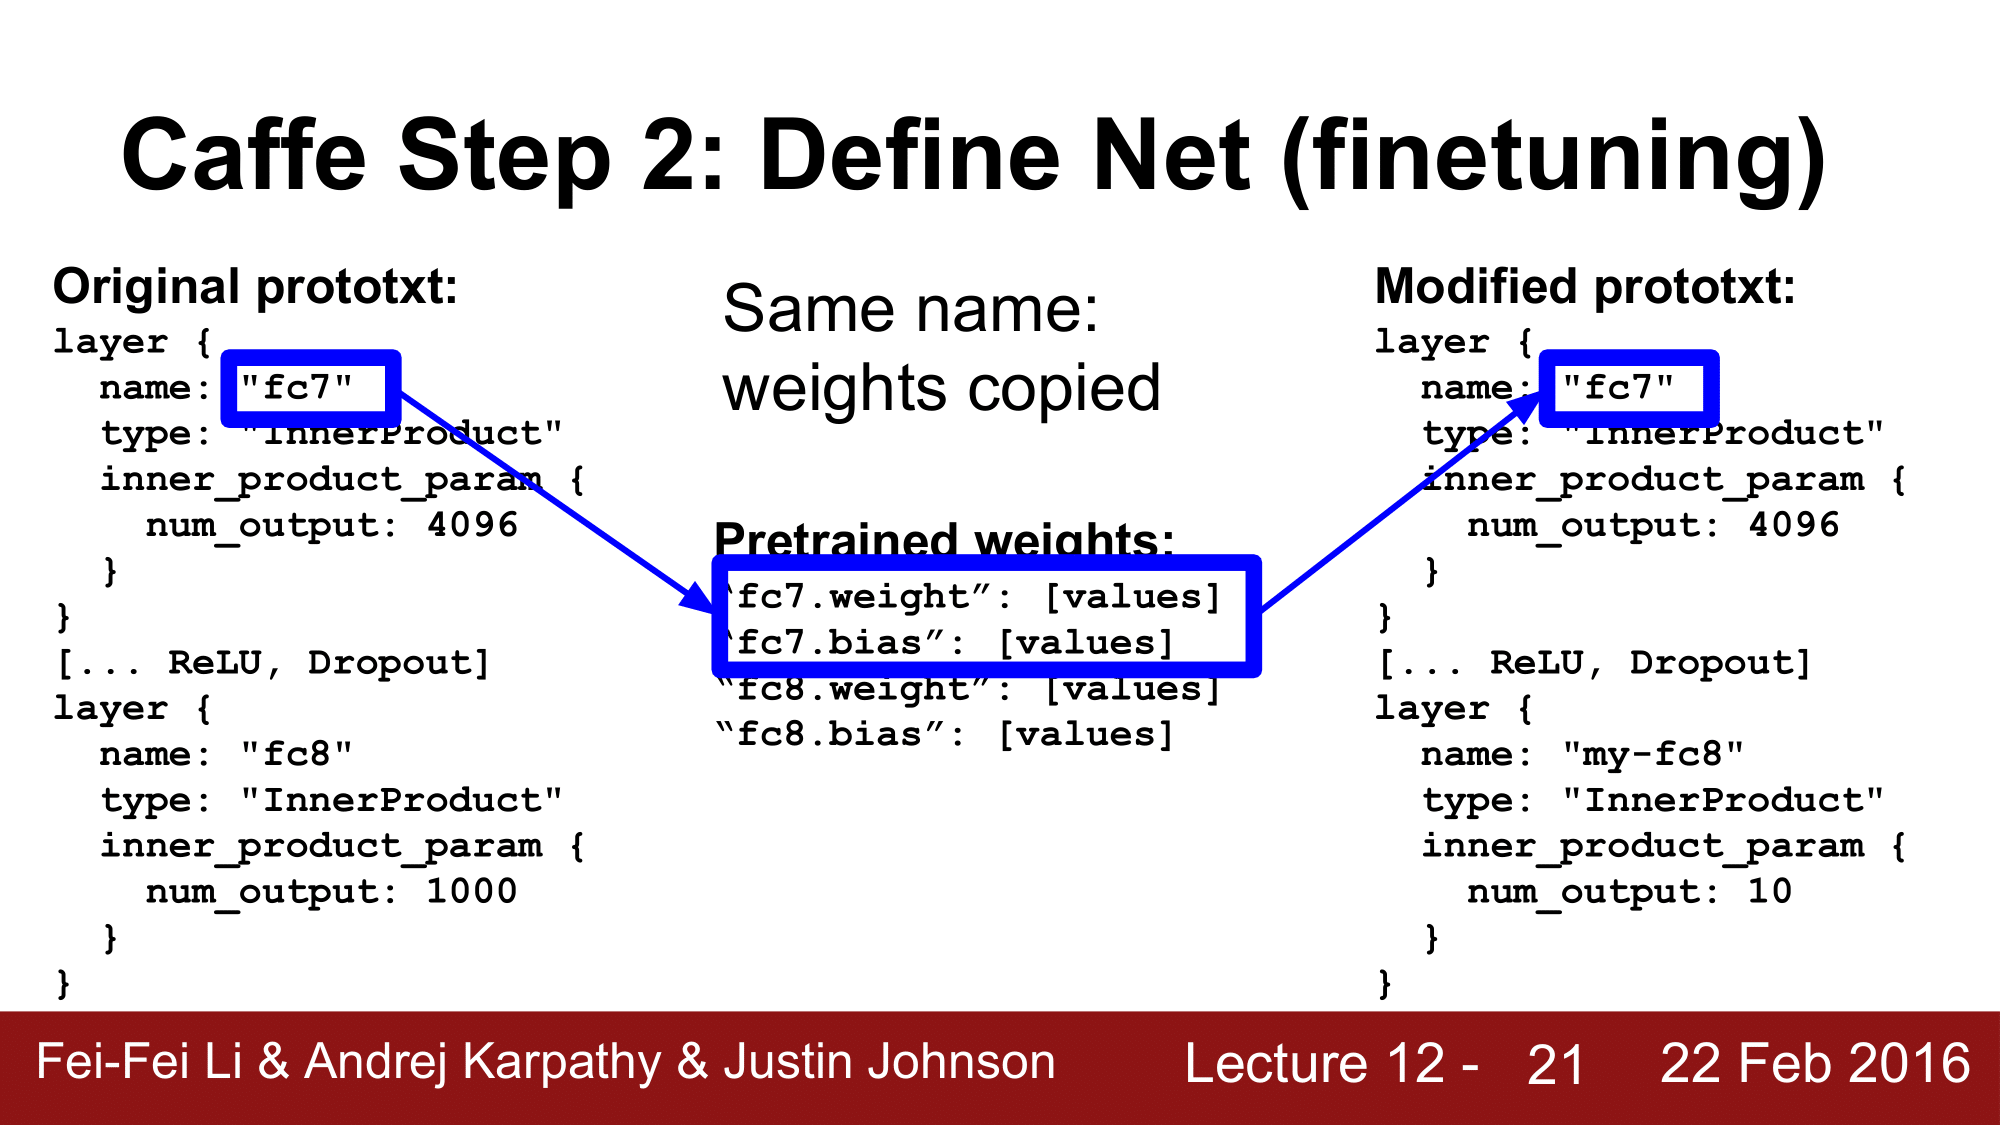 Caffe Step 2: Define Net (finetuning)
Original prototxt:
layer {
name: "fc7"
type: "InnerProduct"
inner_product_param {
num_output: 4096
}
}
[... ReLU, Dropout]
layer {
name: "fc8"
type: "InnerProduct"
inner_product_param {
num_output: 1000
}
}
Same name:
weights copied
Pretrained weights:
“fc7.weight”: [values]
“fc7.bias”: [values]
“fc8.weight”: [values]
“fc8.bias”: [values]
Modified prototxt:
layer {
name: "fc7"
type: "InnerProduct"
inner_product_param {
num_output: 4096
}
}
[... ReLU, Dropout]
layer {
name: "my-fc8"
type: "InnerProduct"
inner_product_param {
num_output: 10
}
}
Fei-Fei Li & Andrej Karpathy & Justin Johnson Lecture 12 - 21 22 Feb 2016